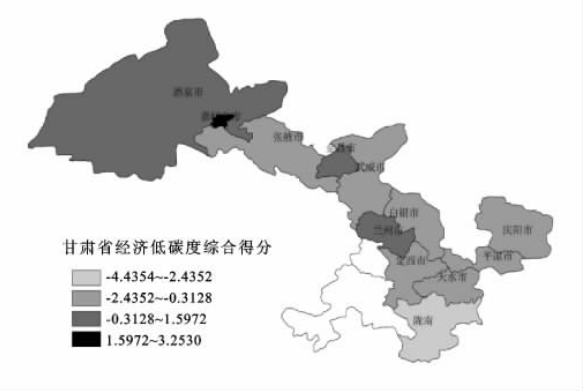 酒泉市
嘉峪关市
张掖市
金昌市
武威市
白银市
兰州市
庆阳市
定西市
平凉市
天水市
陇南
甘肃省经济低碳度综合得分
-4.4354~-2.4352
-2.4352~-0.3128
-0.3128~1.5972
1.5972~3.2530